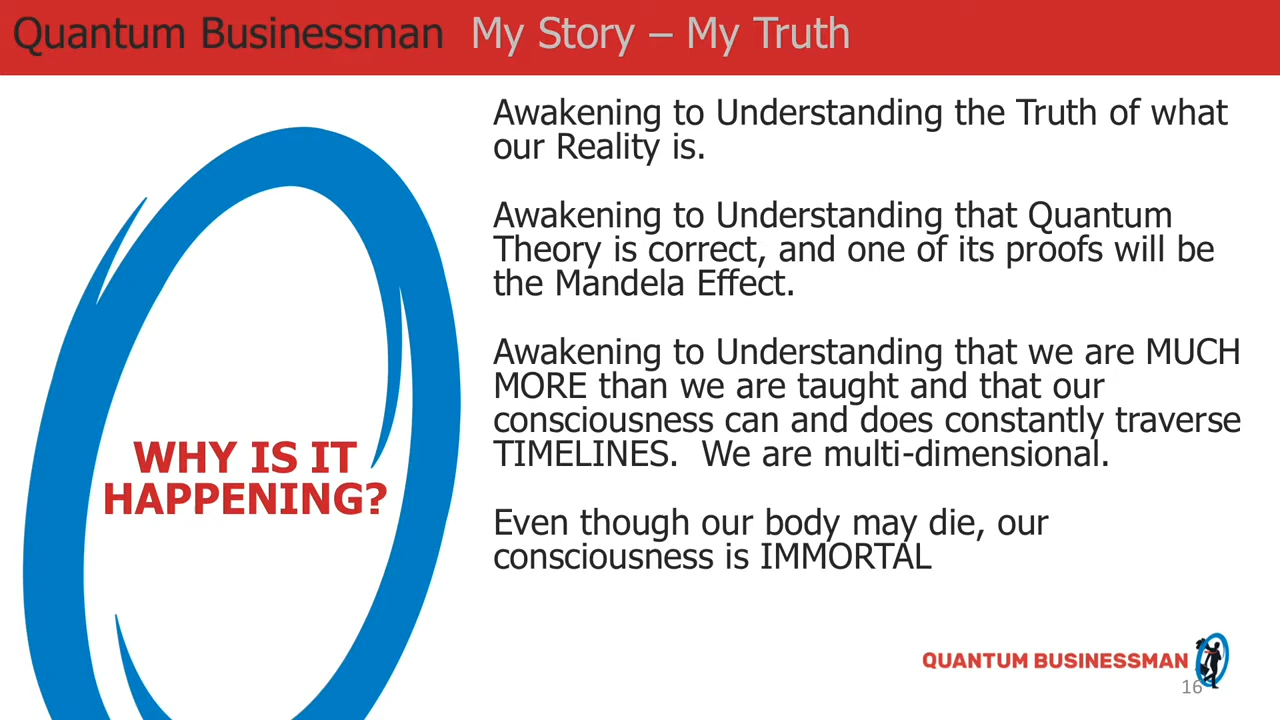 Quantum Businessman My Story – My Truth
Awakening to Understanding the Truth of what
our Reality is.
Awakening to Understanding that Quantum
Theory is correct, and one of its proofs will be
the Mandela Effect.
Awakening to Understanding that we are MUCH
MORE than we are taught and that our
consciousness can and does constantly traverse
TIMELINES.  We are multi-dimensional.
Even though our body may die, our
consciousness is IMMORTAL
WHY IS IT
HAPPENING?
QUANTUM BUSINESSMAN
16